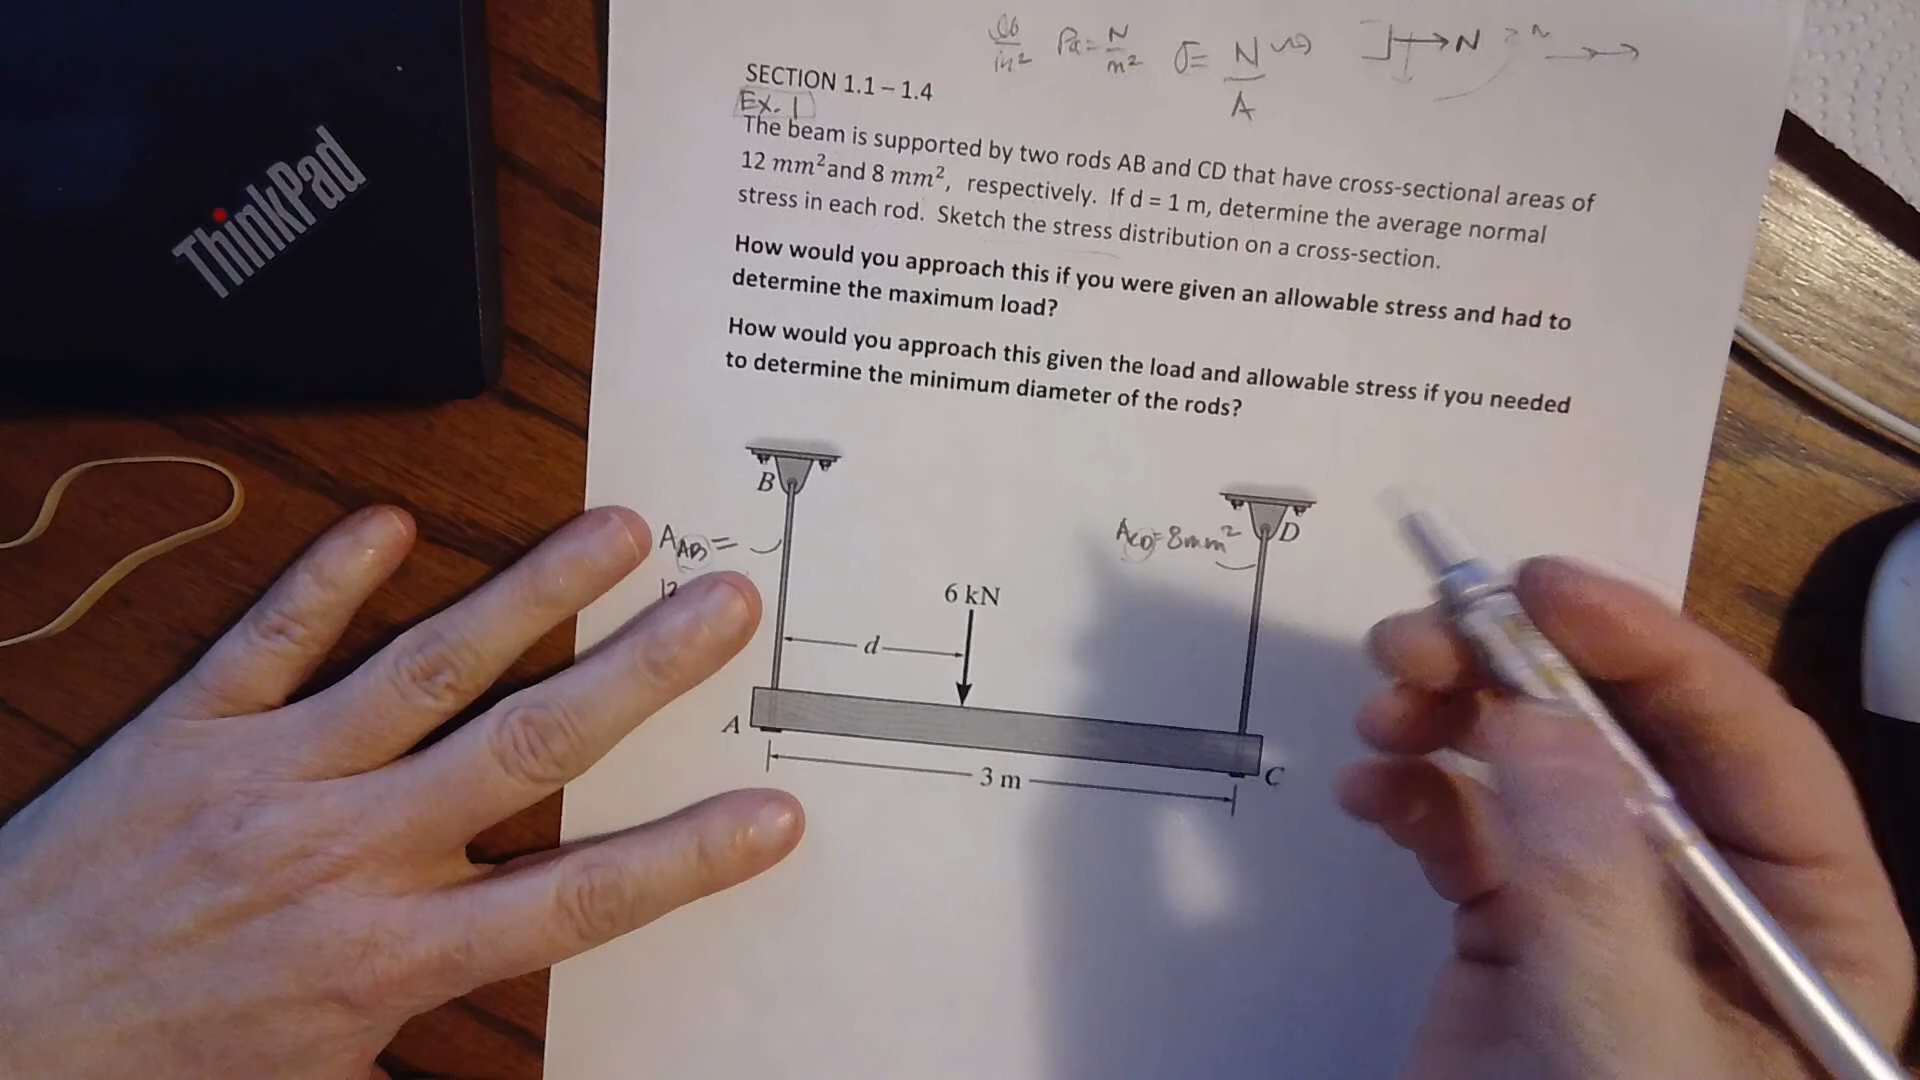 lb/in² Pa = N/m² σ = N/A → N
SECTION 1.1 – 1.4
Ex. 1
The beam is supported by two rods AB and CD that have cross-sectional areas of
12 mm² and 8 mm², respectively. If d = 1 m, determine the average normal
stress in each rod. Sketch the stress distribution on a cross-section.
How would you approach this if you were given an allowable stress and had to
determine the maximum load?
How would you approach this given the load and allowable stress if you needed
to determine the minimum diameter of the rods?
B
D
A_AB =
12
A_CD = 8mm²
6 kN
d
A
3 m
C
ThinkPad